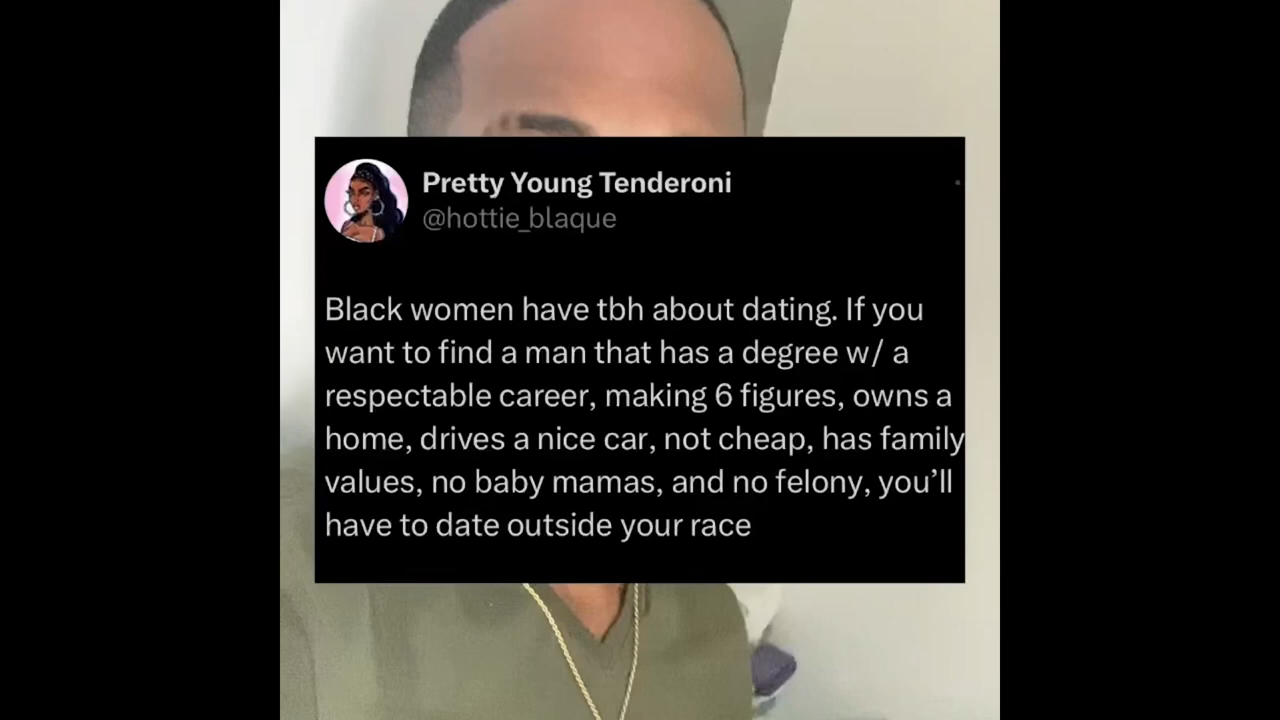 Pretty Young Tenderoni
@hottie_blaque
Black women have tbh about dating. If you
want to find a man that has a degree w/ a
respectable career, making 6 figures, owns a
home, drives a nice car, not cheap, has family
values, no baby mamas, and no felony, you’ll
have to date outside your race